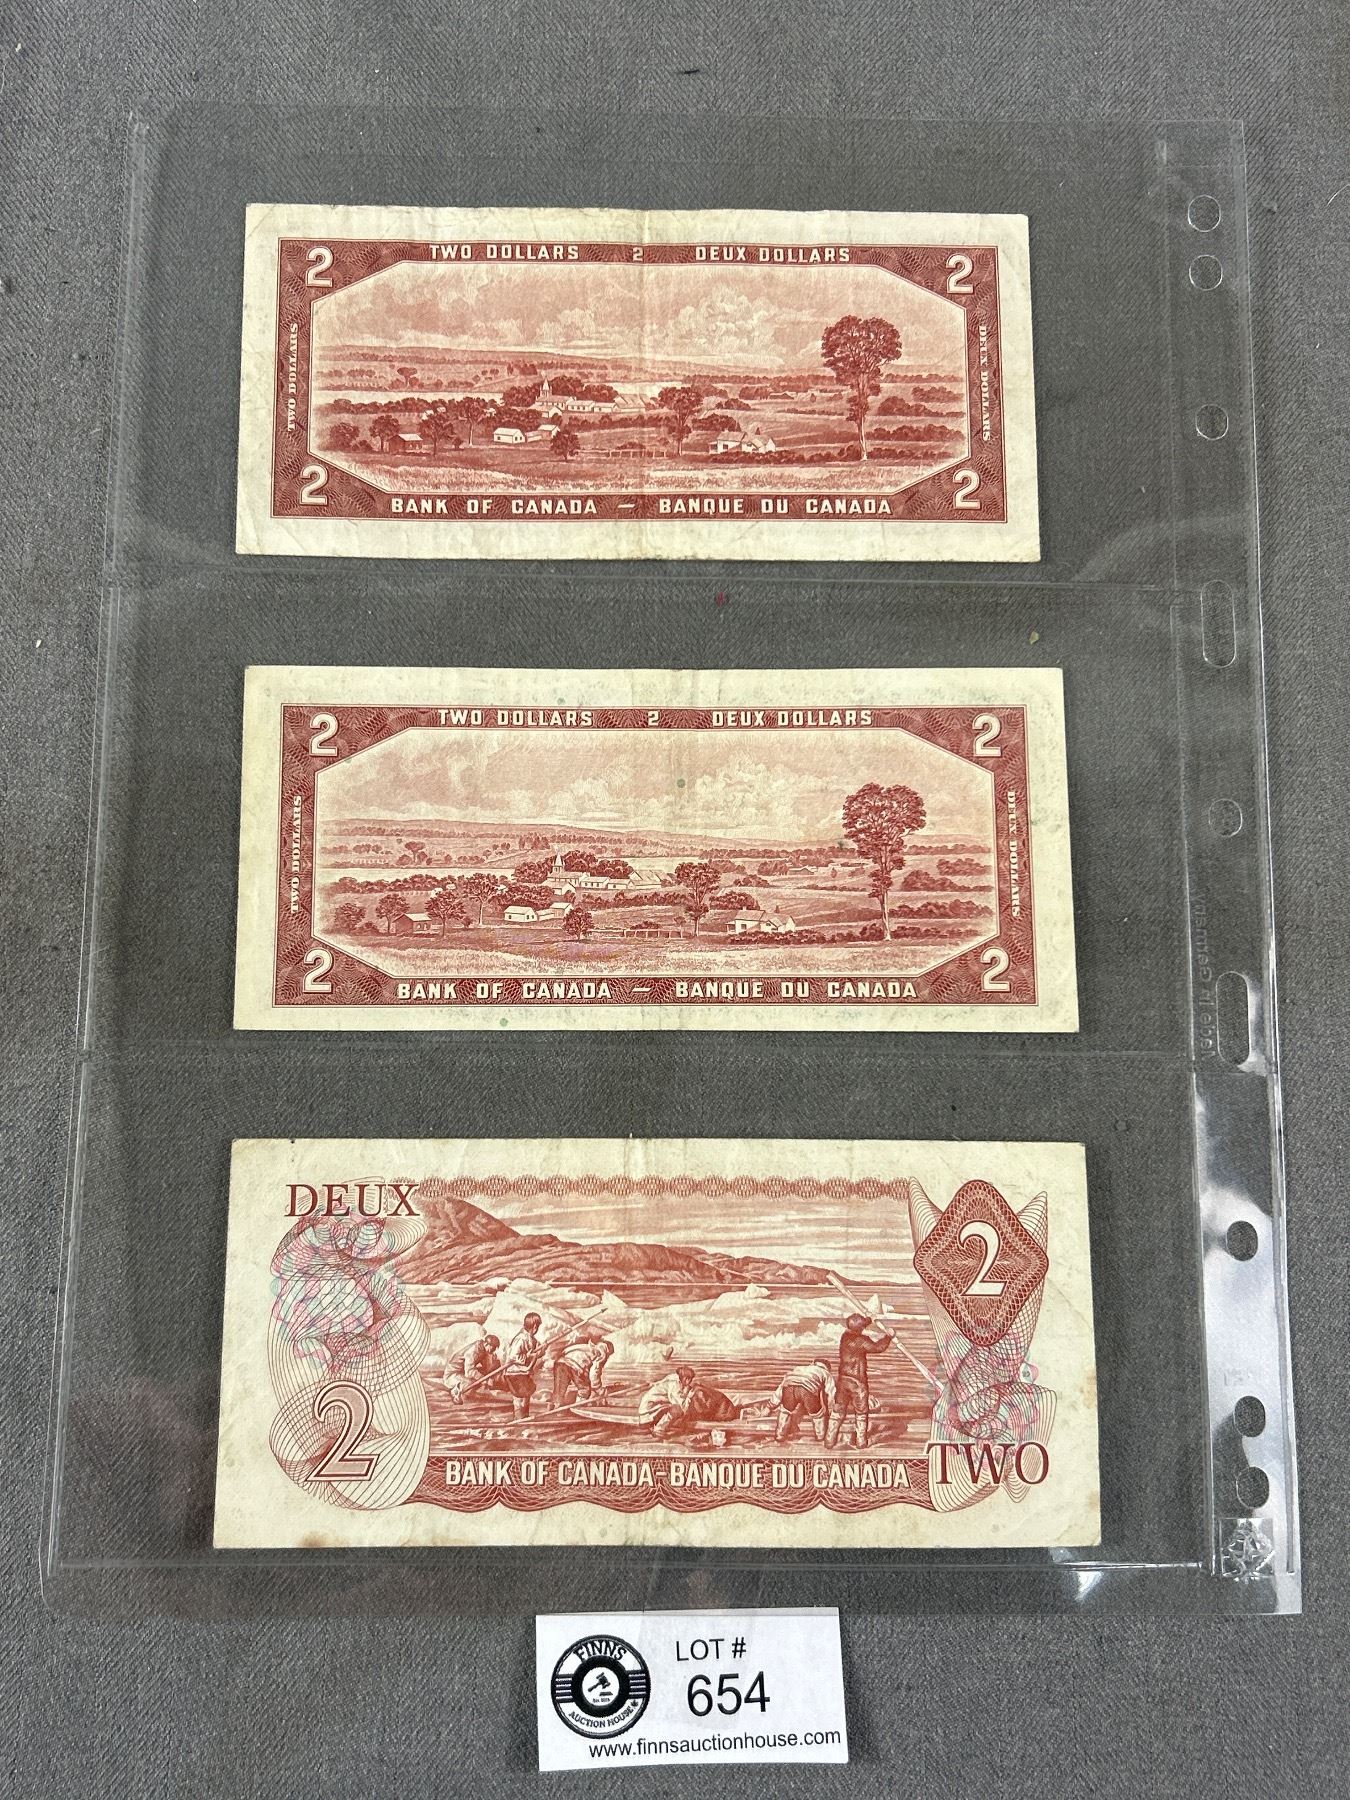 2 TWO DOLLARS 2 DEUX DOLLARS 2
TWO DOLLARS
DEUX DOLLARS
2 BANK OF CANADA – BANQUE DU CANADA 2
2 TWO DOLLARS 2 DEUX DOLLARS 2
TWO DOLLARS
DEUX DOLLARS
2 BANK OF CANADA – BANQUE DU CANADA 2
DEUX
2
2
TWO
BANK OF CANADA-BANQUE DU CANADA
FINNS
AUCTION HOUSE
LOT #
654
www.finnsauctionhouse.com